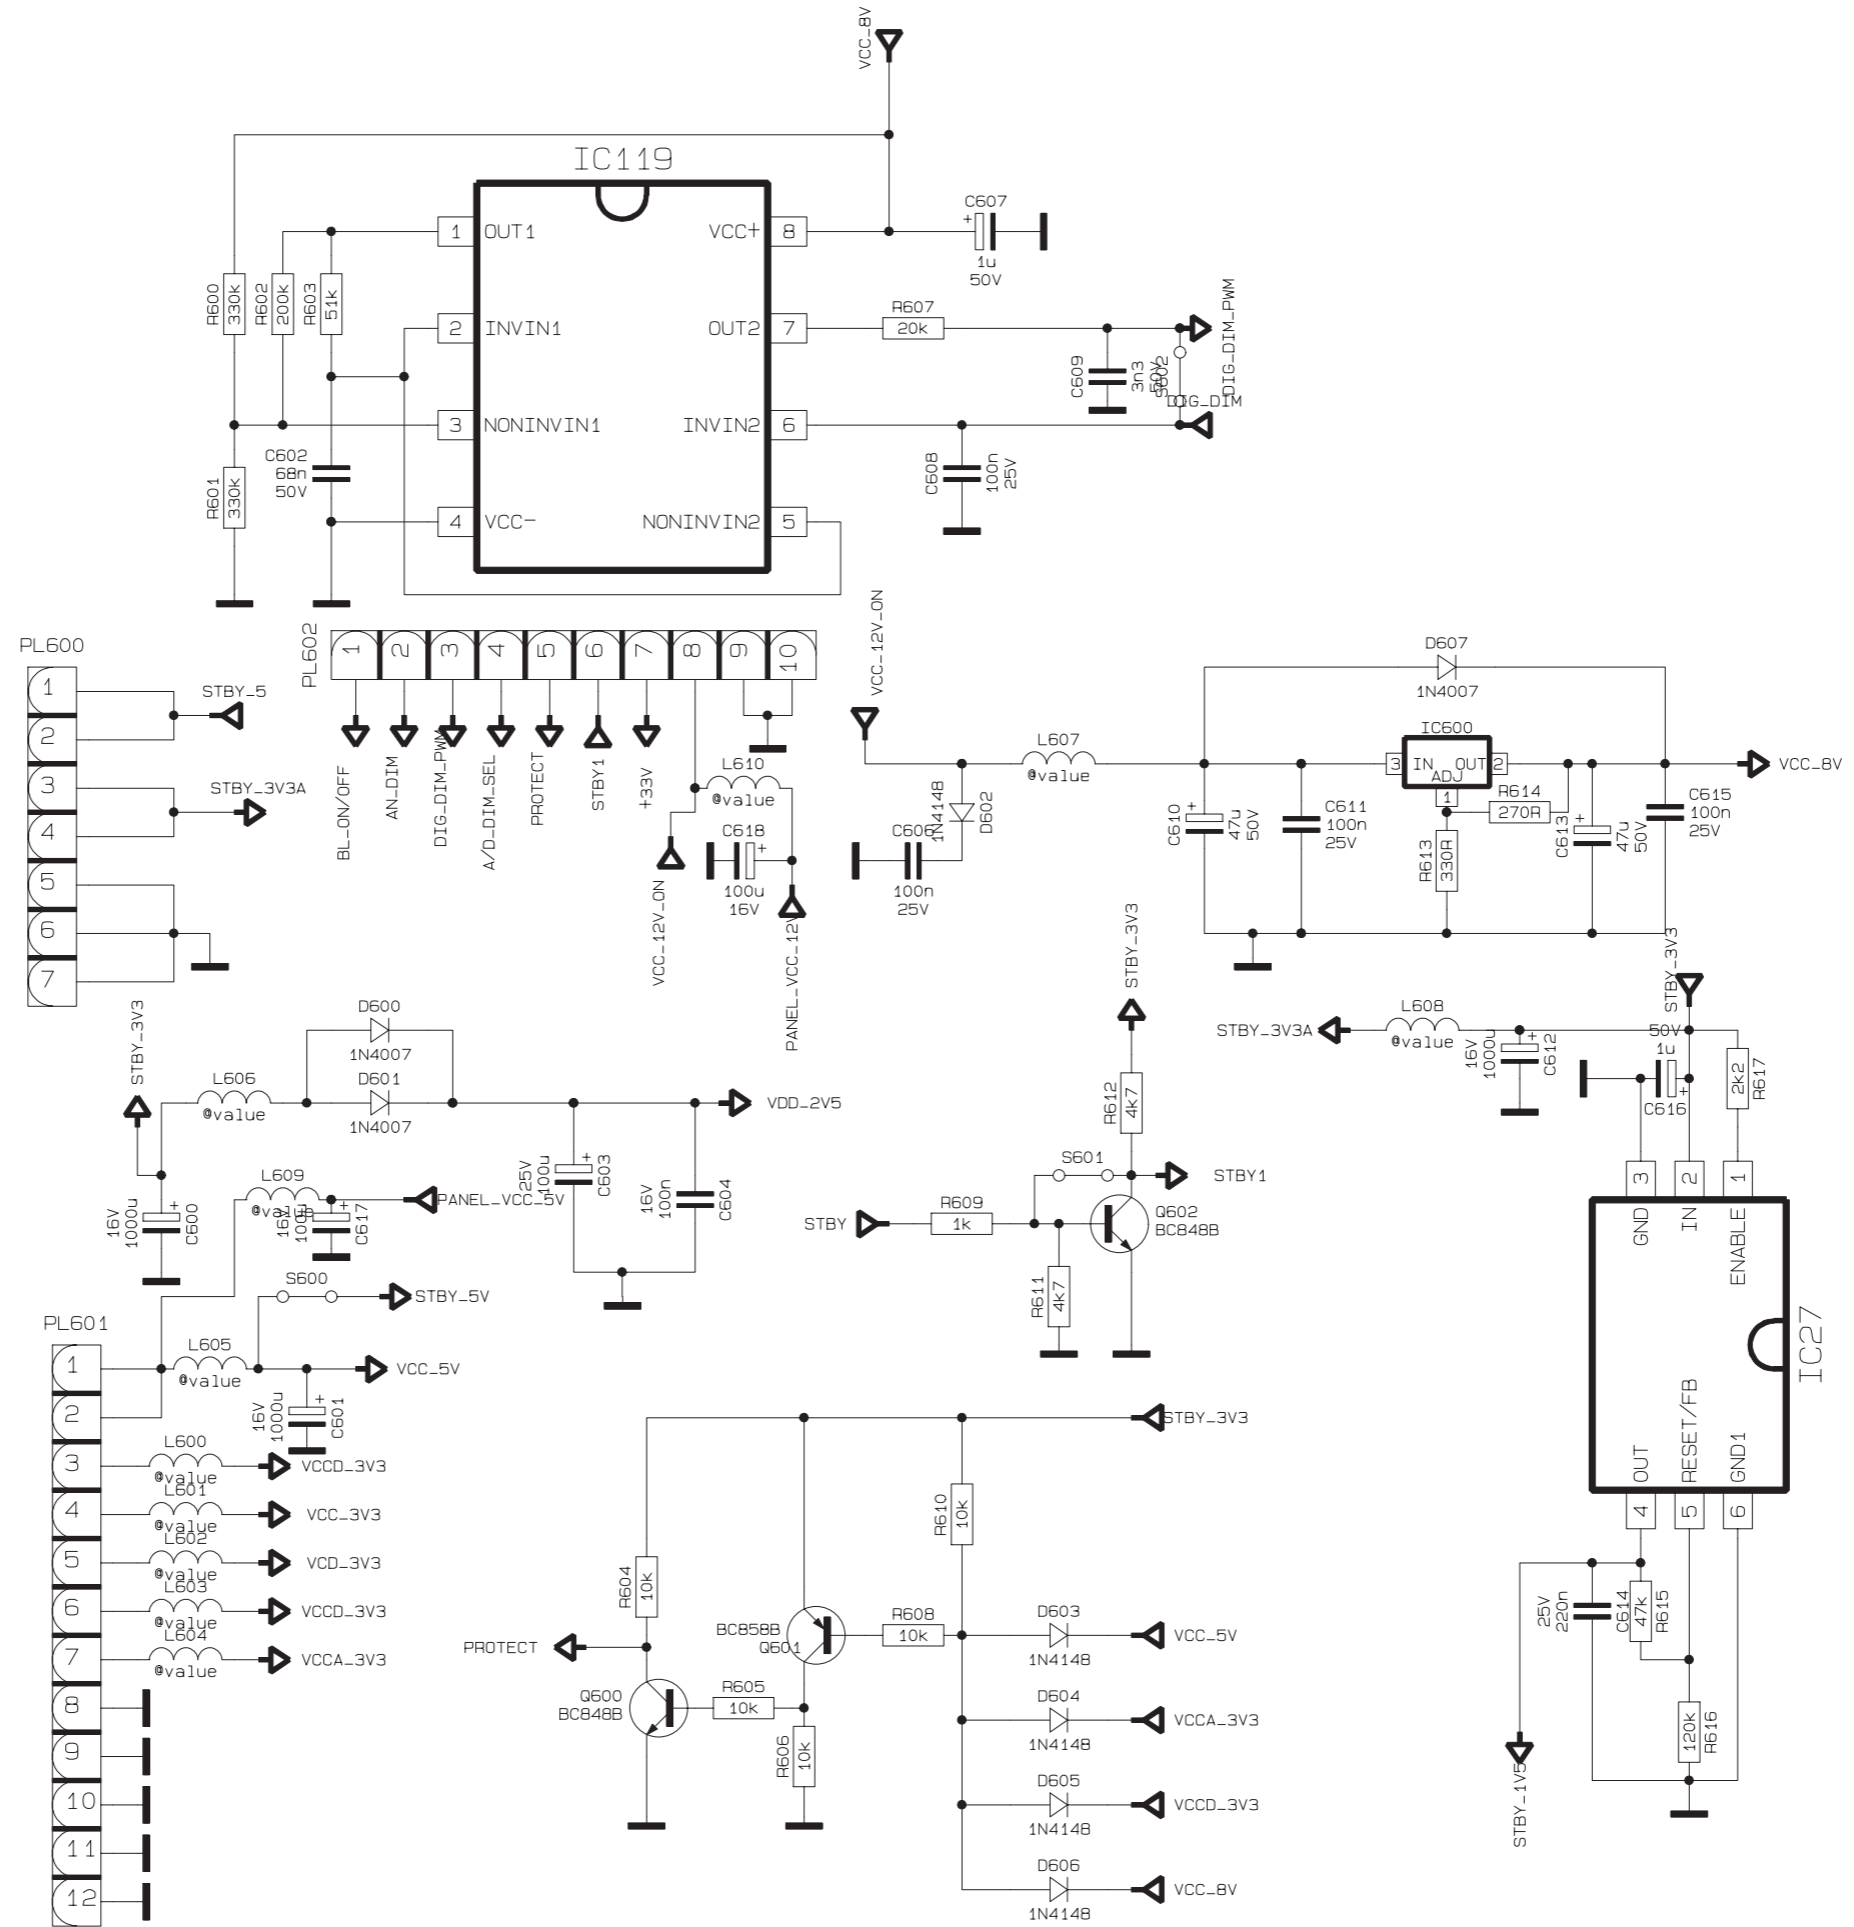 VCC_8V
IC119
1 OUT1
2 INVIN1
3 NONINVIN1
4 VCC-
VCC+ 8
OUT2 7
INVIN2 6
NONINVIN2 5
R600 330k
R602 200k
R603 51k
R601 330k
C602
68n
50V
C607
+
1u
50V
R607
20k
C609 3n3 50V
S602
DIG_DIM_PWM
DIG_DIM
C608 100n 25V
PL600
1
2
3
4
5
6
7
STBY_5
STBY_3V3A
PL602
1 2 3 4 5 6 7 8 9 10
BL_ON/OFF
AN_DIM
DIG_DIM_PWM
A/D_DIM_SEL
PROTECT
STBY1
+33V
L610
@value
C618
+
100u
16V
VCC_12V_ON
PANEL_VCC_12V
VCC_12V_ON
L607
@value
1N4148 D602
C606
100n
25V
D607
1N4007
IC600
3 IN OUT 2
ADJ
1
VCC_8V
C610 + 47u 50V
C611
100n
25V
R613 330R
R614
270R
C613 + 47u 50V
C615
100n
25V
STBY_3V3
D600
1N4007
L606
@value
D601
1N4007
VDD_2V5
16V 1000u + C600
L609
@value
PANEL_VCC_5V
16V 100u + C617
25V 100u + C603
16V 100n C604
S600
STBY_5V
PL601
1
2
3
4
5
6
7
8
9
10
11
12
L605
@value
VCC_5V
16V 1000u + C601
L600
@value
VCCD_3V3
L601
@value
VCC_3V3
L602
@value
VCD_3V3
L603
@value
VCCD_3V3
L604
@value
VCCA_3V3
STBY_3V3
R612 4k7
S601
STBY1
STBY
R609
1k
Q602
BC848B
R611 4k7
STBY_3V3
STBY_3V3A
L608
@value
16V 1000u + C612
50V
1u
+
C616
2k2 R617
3 GND
2 IN
1 ENABLE
IC27
OUT 4
RESET/FB 5
GND1 6
25V 220n C614
47k R615
120k R616
STBY_1V5
STBY_3V3
R604 10k
R610 10k
PROTECT
BC858B
Q601
R608
10k
Q600
BC848B
R605
10k
R606 10k
D603
1N4148
VCC_5V
D604
1N4148
VCCA_3V3
D605
1N4148
VCCD_3V3
D606
1N4148
VCC_8V